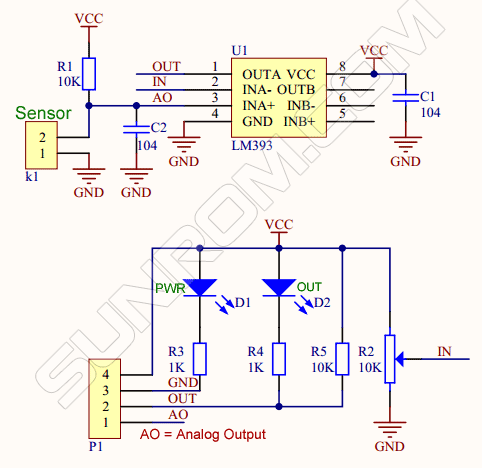 VCC
R1
10K
OUT
IN
AO
Sensor
2
1
k1
GND
C2
104
GND
GND
U1
1 OUTA VCC 8
2 INA- OUTB 7
3 INA+ INB- 6
4 GND INB+ 5
LM393
VCC
C1
104
GND
VCC
PWR
D1
OUT
D2
R3
1K
R4
1K
R5
10K
R2
10K
IN
GND
4
3
2
1
P1
GND
OUT
AO
AO = Analog Output
SUNROM.COM